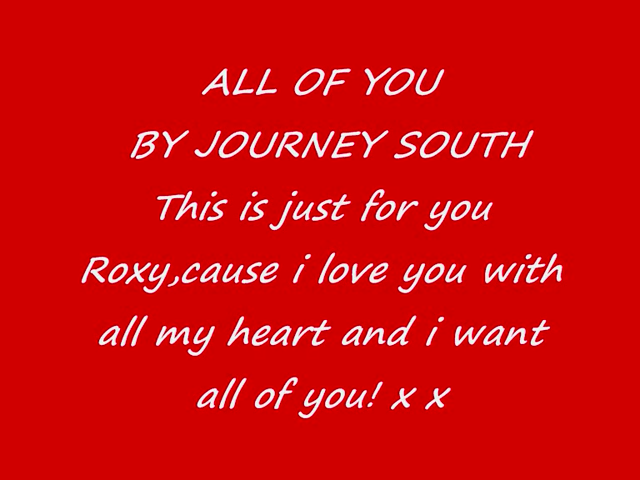 ALL OF YOU
BY JOURNEY SOUTH
This is just for you
Roxy,cause i love you with
all my heart and i want
all of you! x x